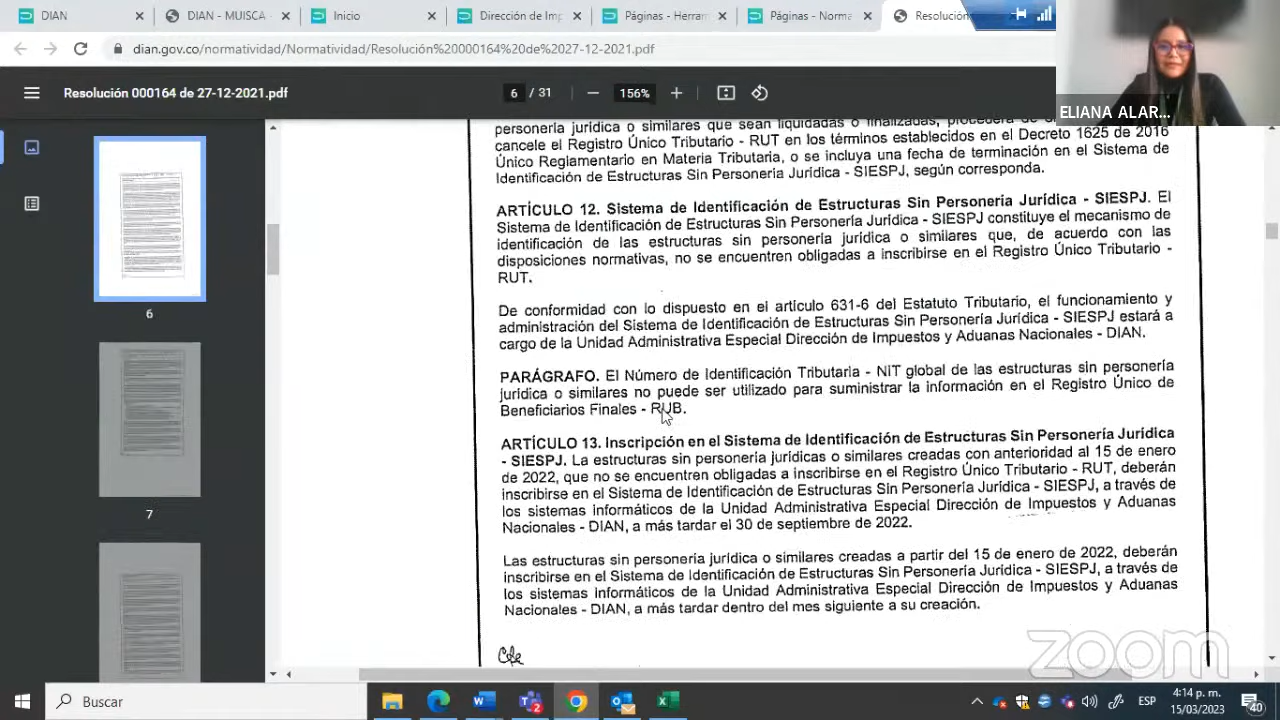 DIAN
DIAN - MUISCA -
Inicio
Dirección de Imp
Páginas - Herram
Páginas - Norma
Resolución
dian.gov.co/normatividad/Normatividad/Resolución%20000164%20de%2027-12-2021.pdf
Resolución 000164 de 27-12-2021.pdf
6 / 31
156%
ELIANA ALAR...
personería jurídica o similares que sean liquidadas o finalizadas, procederá
cancele el Registro Único Tributario - RUT en los términos establecidos en el Decreto 1625 de 2016
Único Reglamentario en Materia Tributaria, o se incluya una fecha de terminación en el Sistema de
Identificación de Estructuras Sin Personería Jurídica - SIESPJ, según corresponda.
ARTÍCULO 12. Sistema de Identificación de Estructuras Sin Personería Jurídica - SIESPJ. El
Sistema de Identificación de Estructuras Sin Personería Jurídica - SIESPJ constituye el mecanismo de
identificación de las estructuras sin personería jurídica o similares que, de acuerdo con las
disposiciones normativas, no se encuentren obligadas a inscribirse en el Registro Único Tributario -
RUT.
De conformidad con lo dispuesto en el artículo 631-6 del Estatuto Tributario, el funcionamiento y
administración del Sistema de Identificación de Estructuras Sin Personería Jurídica - SIESPJ estará a
cargo de la Unidad Administrativa Especial Dirección de Impuestos y Aduanas Nacionales - DIAN.
PARÁGRAFO. El Número de Identificación Tributaria - NIT global de las estructuras sin personería
jurídica o similares no puede ser utilizado para suministrar la información en el Registro Único de
Beneficiarios Finales - RUB.
ARTÍCULO 13. Inscripción en el Sistema de Identificación de Estructuras Sin Personería Jurídica
- SIESPJ. La estructuras sin personería jurídicas o similares creadas con anterioridad al 15 de enero
de 2022, que no se encuentren obligadas a inscribirse en el Registro Único Tributario - RUT, deberán
inscribirse en el Sistema de Identificación de Estructuras Sin Personería Jurídica - SIESPJ, a través de
los sistemas informáticos de la Unidad Administrativa Especial Dirección de Impuestos y Aduanas
Nacionales - DIAN, a más tardar el 30 de septiembre de 2022.
Las estructuras sin personería jurídica o similares creadas a partir del 15 de enero de 2022, deberán
inscribirse en el Sistema de Identificación de Estructuras Sin Personería Jurídica - SIESPJ, a través de
los sistemas informáticos de la Unidad Administrativa Especial Dirección de Impuestos y Aduanas
Nacionales - DIAN, a más tardar dentro del mes siguiente a su creación.
6
7
zoom
Buscar
ESP
4:14 p. m.
15/03/2023
40